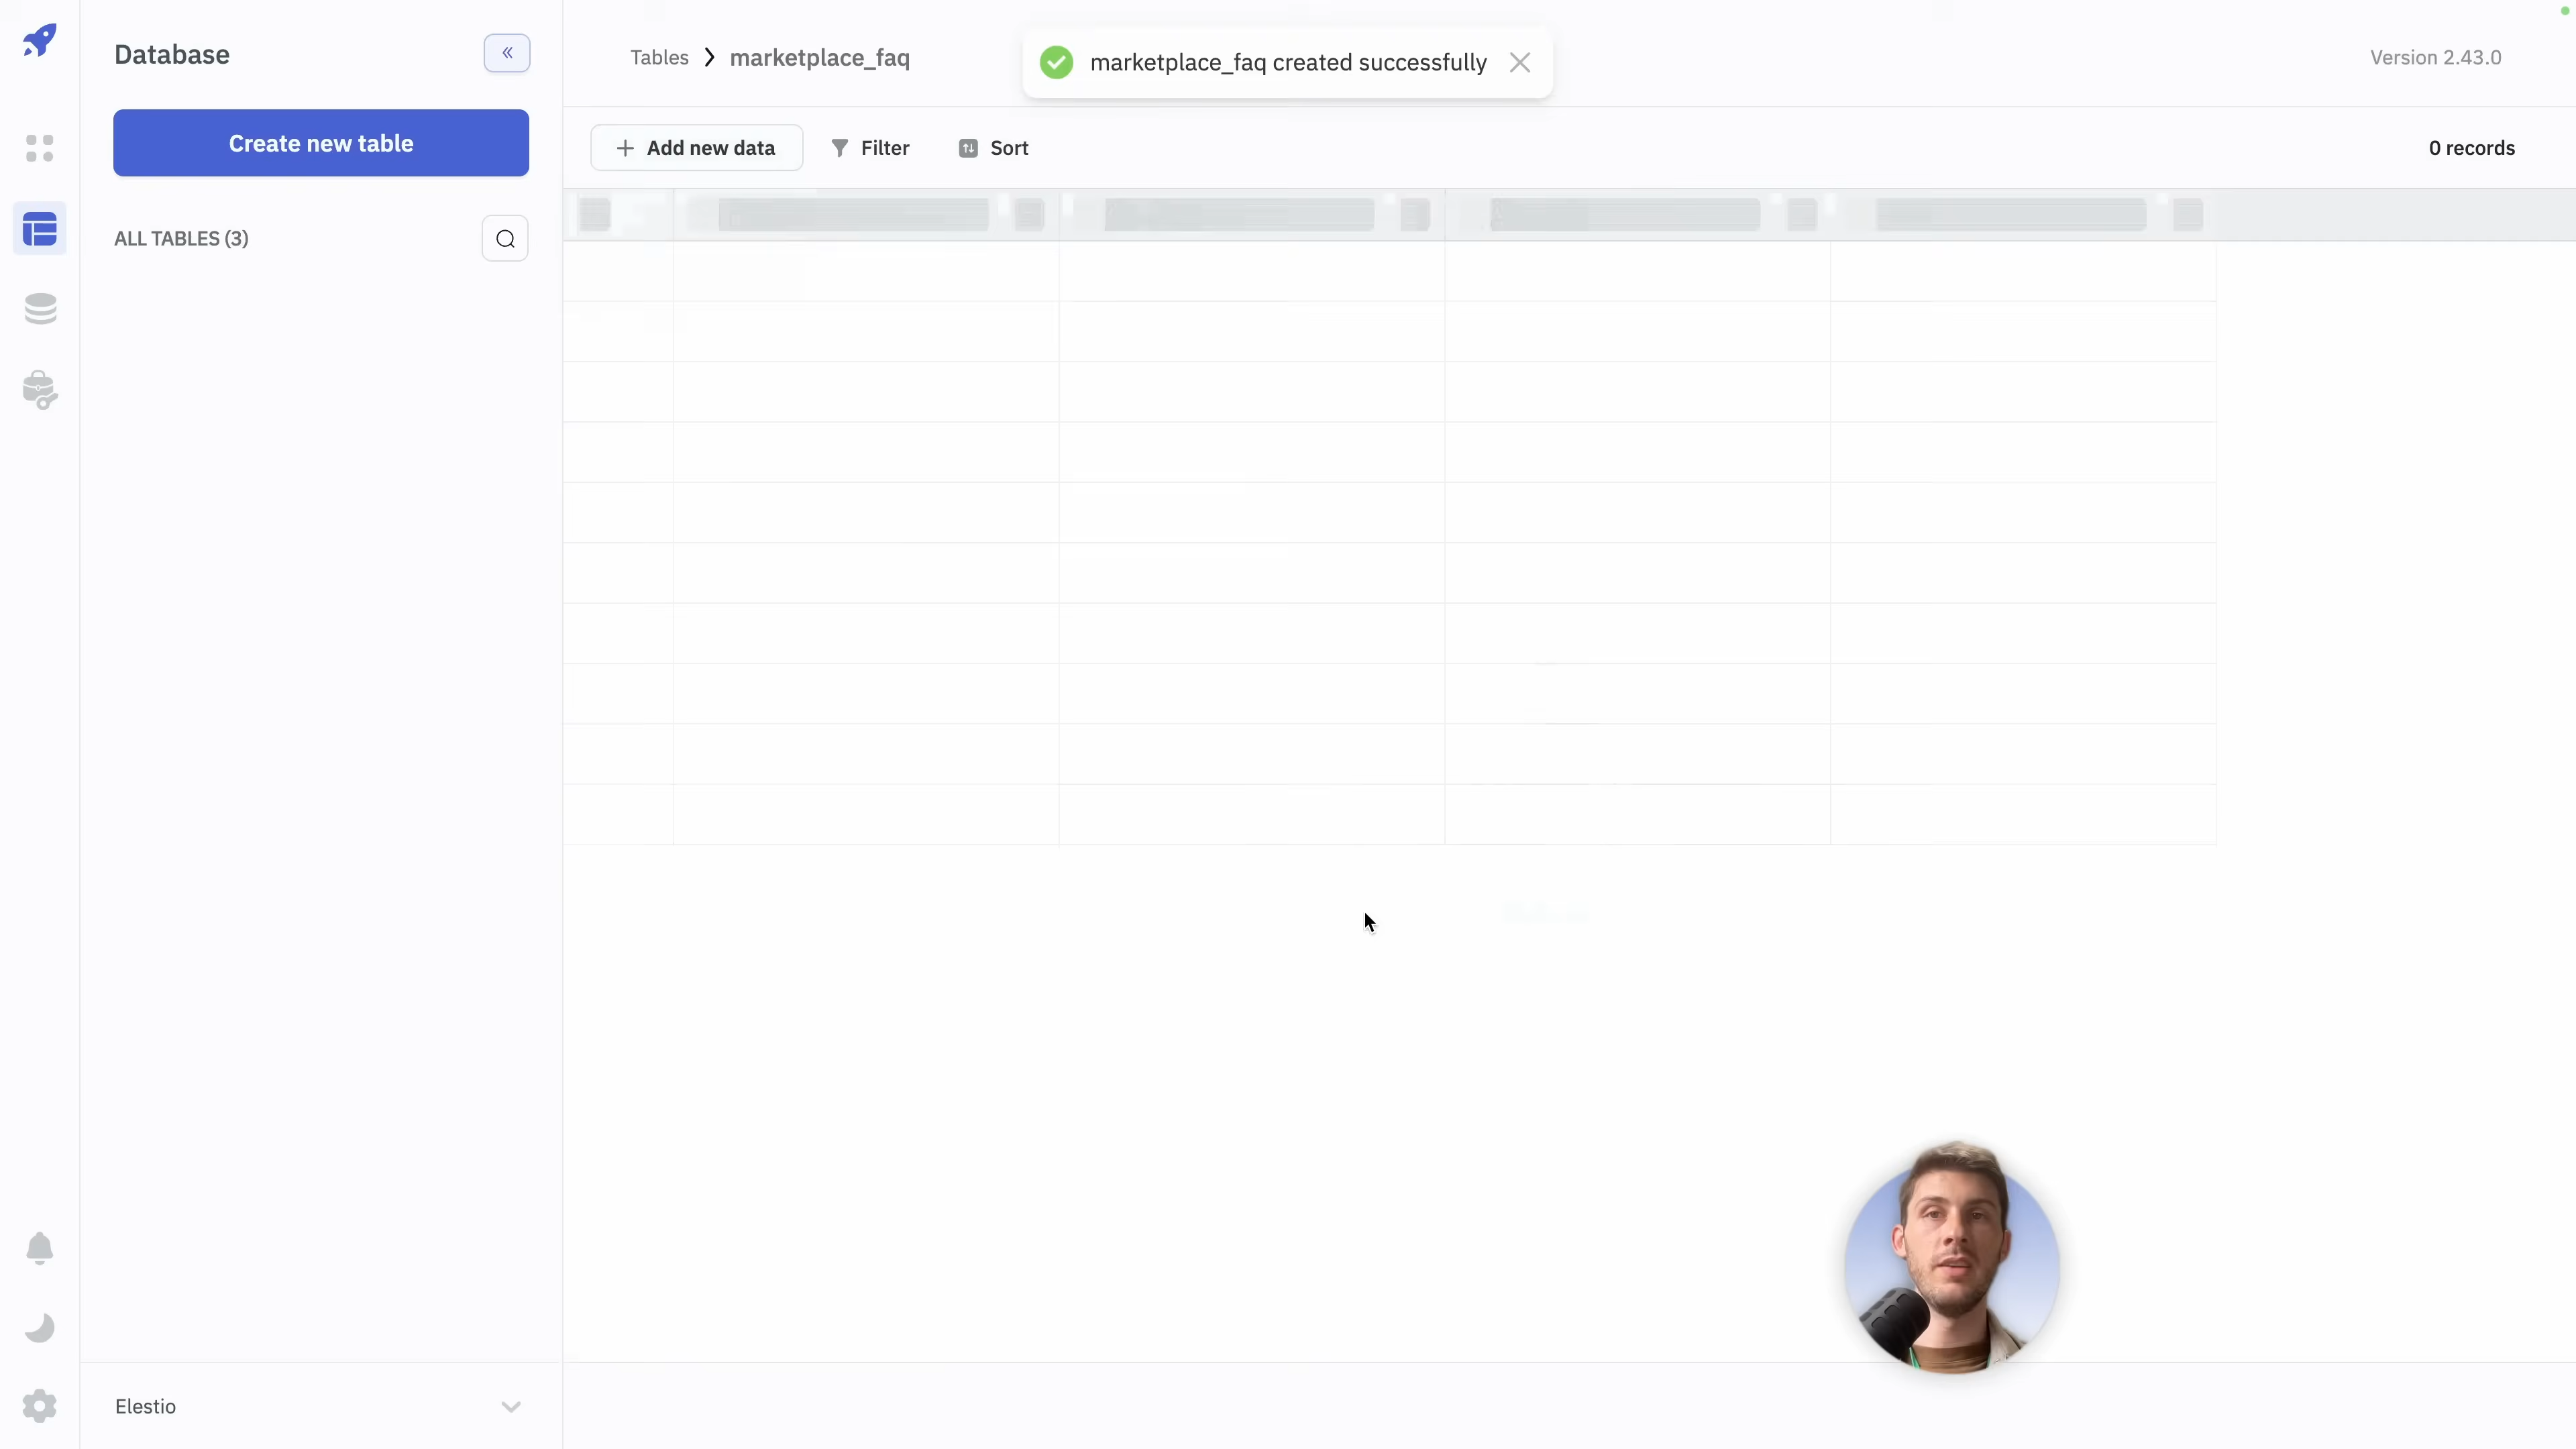 Database
Create new table
ALL TABLES (3)
Elestio
Tables
marketplace_faq
marketplace_faq created successfully
Version 2.43.0
Add new data
Filter
Sort
0 records